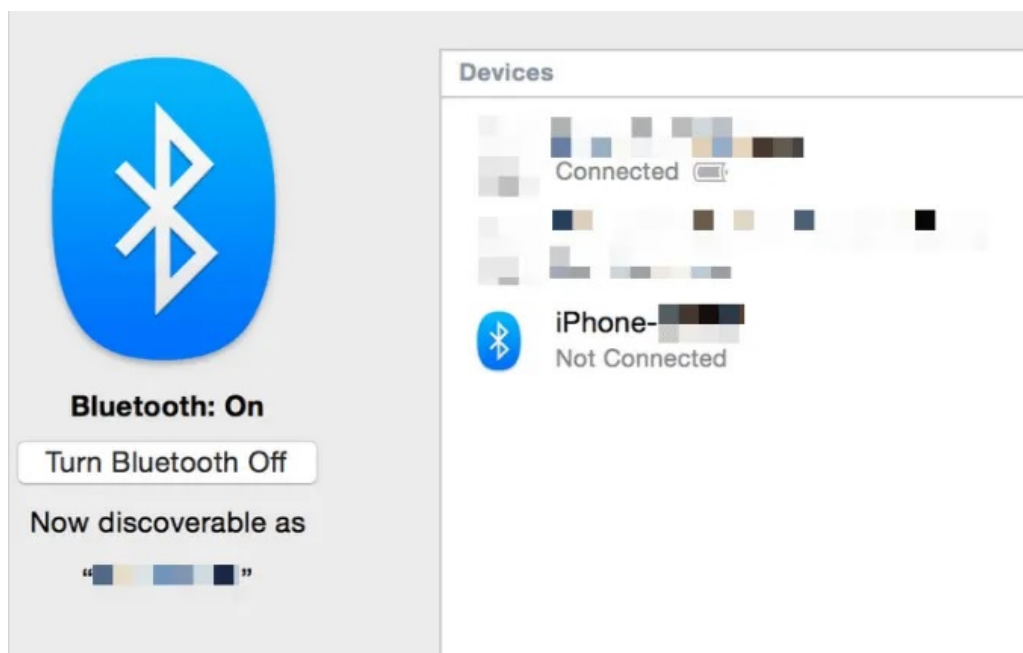 Bluetooth: On
Turn Bluetooth Off
Now discoverable as
“ ”
Devices
Connected
iPhone-
Not Connected